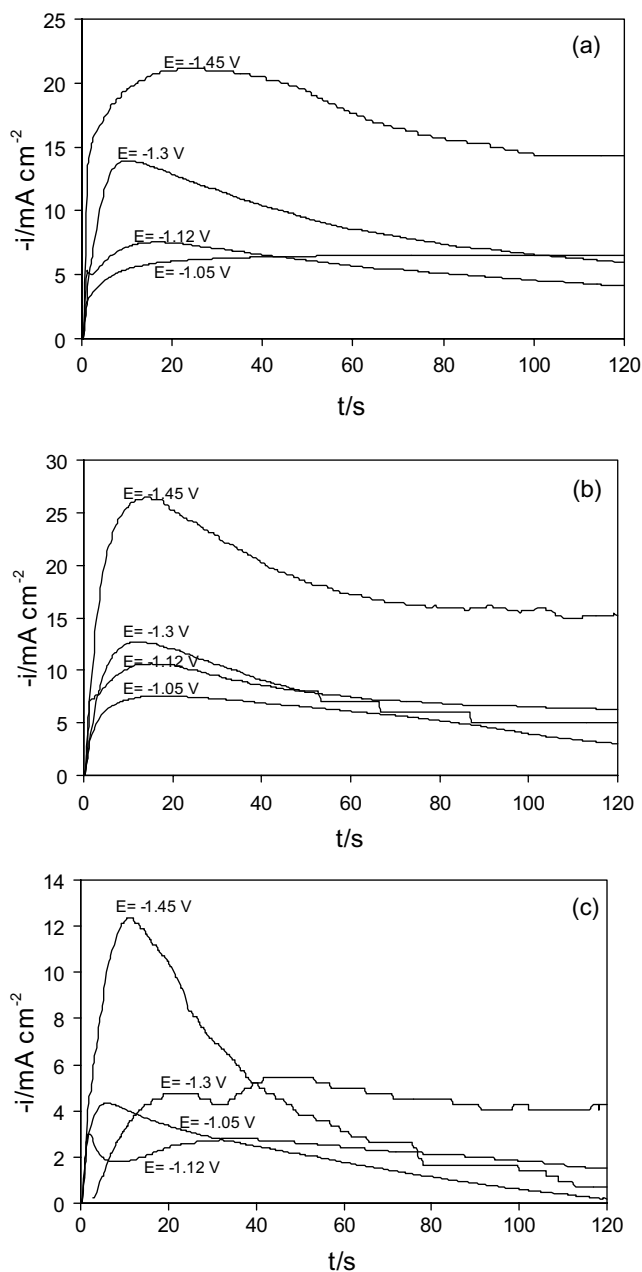 (a)
25
20
15
10
5
0
-i/mA cm-2
E= -1.45 V
E= -1.3 V
E= -1.12 V
E= -1.05 V
0 20 40 60 80 100 120
t/s
(b)
30
25
20
15
10
5
0
-i/mA cm-2
E= -1.45 V
E= -1.3 V
E= -1.12 V
E= -1.05 V
0 20 40 60 80 100 120
t/s
(c)
14
12
10
8
6
4
2
0
-i/mA cm-2
E= -1.45 V
E= -1.3 V
E= -1.05 V
E= -1.12 V
0 20 40 60 80 100 120
t/s